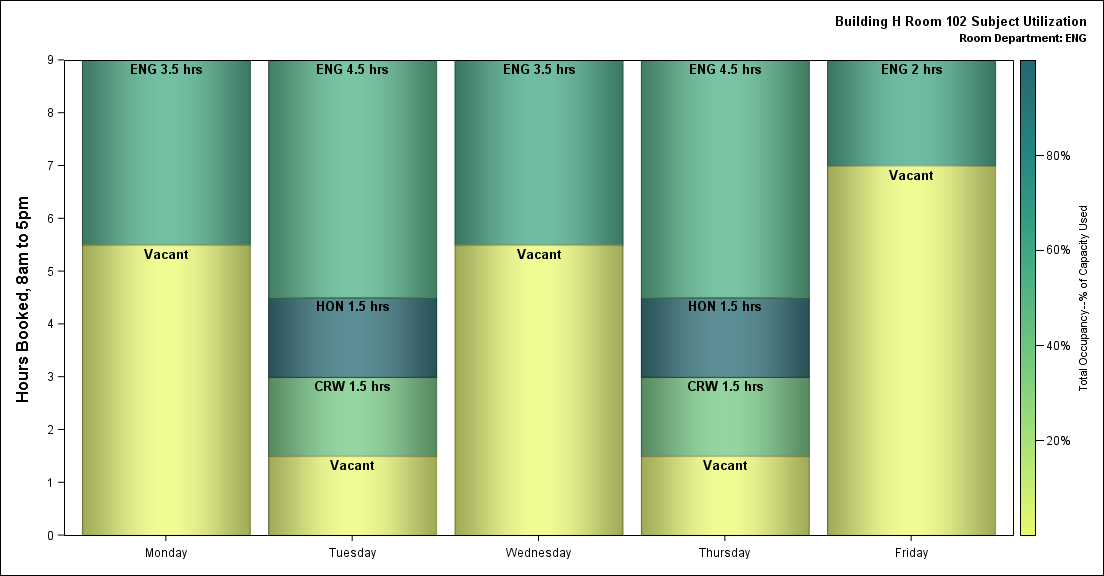 Building H Room 102 Subject Utilization
Room Department: ENG
Hours Booked, 8am to 5pm
9
8
7
6
5
4
3
2
1
0
ENG 3.5 hrs
Vacant
ENG 4.5 hrs
HON 1.5 hrs
CRW 1.5 hrs
Vacant
ENG 3.5 hrs
Vacant
ENG 4.5 hrs
HON 1.5 hrs
CRW 1.5 hrs
Vacant
ENG 2 hrs
Vacant
Monday
Tuesday
Wednesday
Thursday
Friday
80%
60%
40%
20%
Total Occupancy--% of Capacity Used